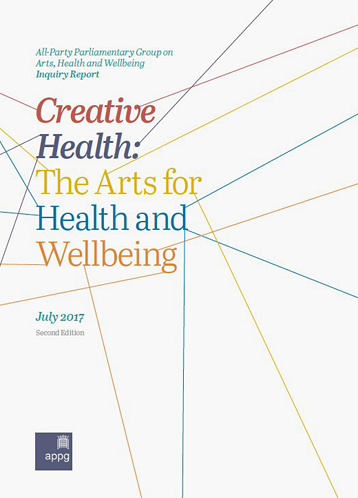 All-Party Parliamentary Group on
Arts, Health and Wellbeing
Inquiry Report
Creative
Health:
The Arts for
Health and
Wellbeing
July 2017
Second Edition
appg